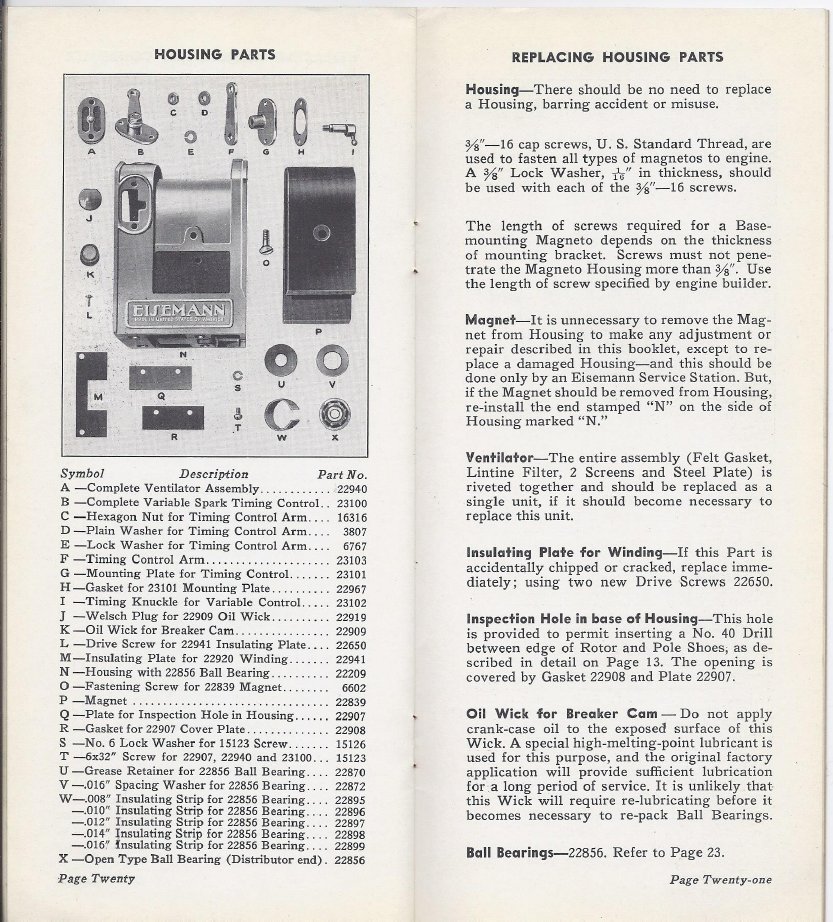 HOUSING PARTS
A
B
C
D
E
F
G
H
I
J
K
L
EISEMANN
N
O
P
M
Q
R
S
T
U
V
W
X
Symbol Description Part No.
A —Complete Ventilator Assembly............ 22940
B —Complete Variable Spark Timing Control.. 23100
C —Hexagon Nut for Timing Control Arm.... 16316
D —Plain Washer for Timing Control Arm.... 3807
E —Lock Washer for Timing Control Arm.... 6767
F —Timing Control Arm..................... 23103
G —Mounting Plate for Timing Control....... 23101
H—Gasket for 23101 Mounting Plate.......... 22967
I —Timing Knuckle for Variable Control..... 23102
J —Welsch Plug for 22909 Oil Wick.......... 22919
K —Oil Wick for Breaker Cam................ 22909
L —Drive Screw for 22941 Insulating Plate.... 22650
M—Insulating Plate for 22920 Winding....... 22941
N —Housing with 22856 Ball Bearing.......... 22209
O —Fastening Screw for 22839 Magnet........ 6602
P —Magnet ................................. 22839
Q —Plate for Inspection Hole in Housing...... 22907
R —Gasket for 22907 Cover Plate............. 22908
S —No. 6 Lock Washer for 15123 Screw....... 15126
T —6x32" Screw for 22907, 22940 and 23100... 15123
U —Grease Retainer for 22856 Ball Bearing.... 22870
V —.016" Spacing Washer for 22856 Bearing.... 22872
W—.008" Insulating Strip for 22856 Bearing.... 22895
—.010" Insulating Strip for 22856 Bearing.... 22896
—.012" Insulating Strip for 22856 Bearing.... 22897
—.014" Insulating Strip for 22856 Bearing.... 22898
—.016" Insulating Strip for 22856 Bearing.... 22899
X —Open Type Ball Bearing (Distributor end). 22856
Page Twenty
REPLACING HOUSING PARTS
Housing—There should be no need to replace
a Housing, barring accident or misuse.
⅜"—16 cap screws, U. S. Standard Thread, are
used to fasten all types of magnetos to engine.
A ⅜" Lock Washer, 1/16" in thickness, should
be used with each of the ⅜"—16 screws.
The length of screws required for a Base-
mounting Magneto depends on the thickness
of mounting bracket. Screws must not pene-
trate the Magneto Housing more than ⅜". Use
the length of screw specified by engine builder.
Magnet—It is unnecessary to remove the Mag-
net from Housing to make any adjustment or
repair described in this booklet, except to re-
place a damaged Housing—and this should be
done only by an Eisemann Service Station. But,
if the Magnet should be removed from Housing,
re-install the end stamped "N" on the side of
Housing marked "N."
Ventilator—The entire assembly (Felt Gasket,
Lintine Filter, 2 Screens and Steel Plate) is
riveted together and should be replaced as a
single unit, if it should become necessary to
replace this unit.
Insulating Plate for Winding—If this Part is
accidentally chipped or cracked, replace imme-
diately; using two new Drive Screws 22650.
Inspection Hole in base of Housing—This hole
is provided to permit inserting a No. 40 Drill
between edge of Rotor and Pole Shoes, as de-
scribed in detail on Page 13. The opening is
covered by Gasket 22908 and Plate 22907.
Oil Wick for Breaker Cam — Do not apply
crank-case oil to the exposed surface of this
Wick. A special high-melting-point lubricant is
used for this purpose, and the original factory
application will provide sufficient lubrication
for a long period of service. It is unlikely that
this Wick will require re-lubricating before it
becomes necessary to re-pack Ball Bearings.
Ball Bearings—22856. Refer to Page 23.
Page Twenty-one